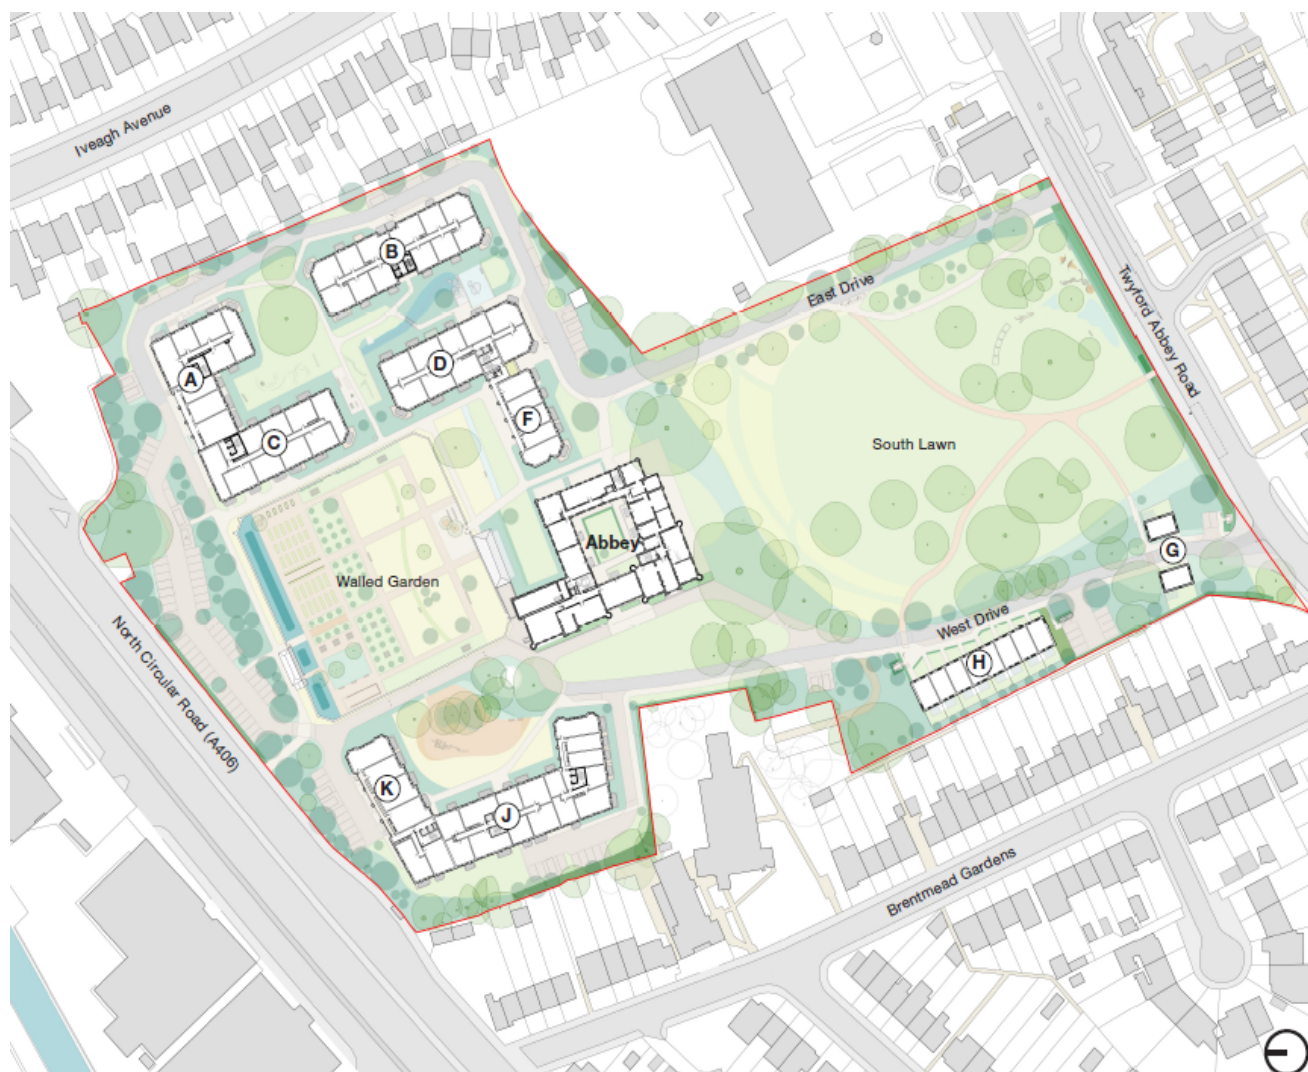 Iveagh Avenue
B
East Drive
Twyford Abbey Road
A
D
F
C
South Lawn
Abbey
G
Walled Garden
West Drive
H
North Circular Road (A406)
K
J
Brentmead Gardens